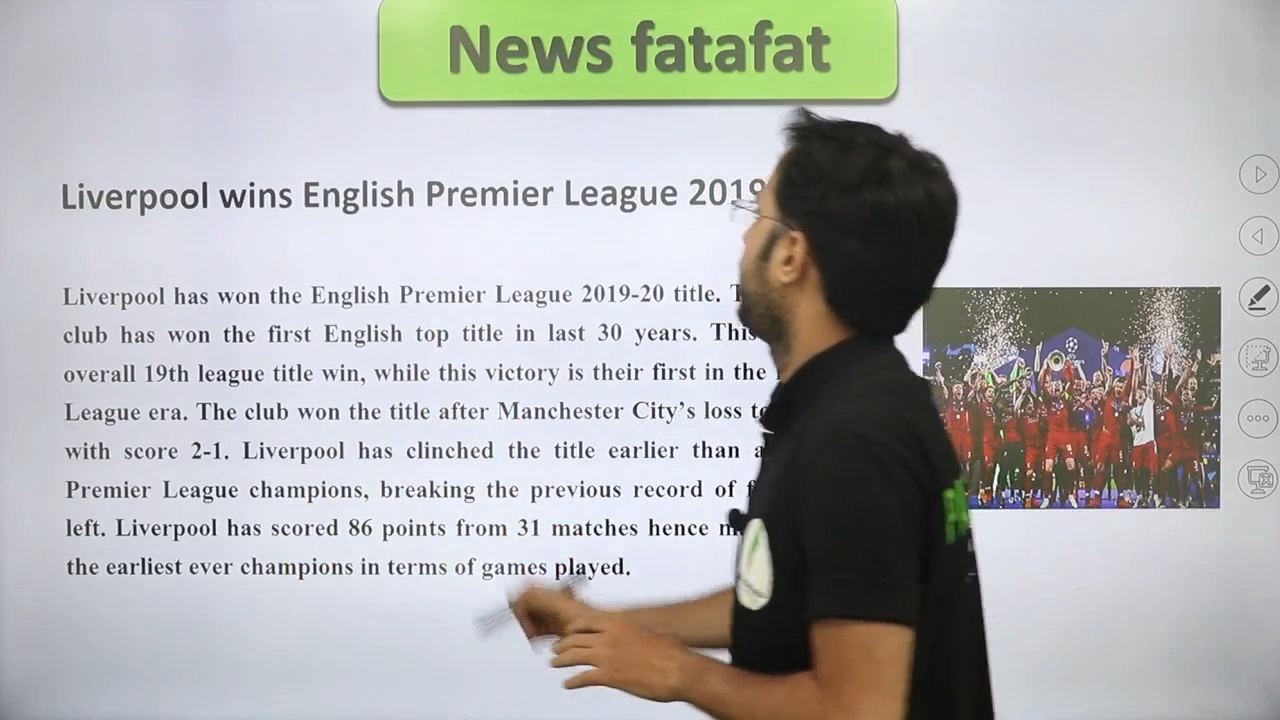 News fatafat
Liverpool wins English Premier League 2019
Liverpool has won the English Premier League 2019-20 title.
club has won the first English top title in last 30 years. This
overall 19th league title win, while this victory is their first in the
League era. The club won the title after Manchester City's loss to
with score 2-1. Liverpool has clinched the title earlier than
Premier League champions, breaking the previous record of
left. Liverpool has scored 86 points from 31 matches hence
the earliest ever champions in terms of games played.